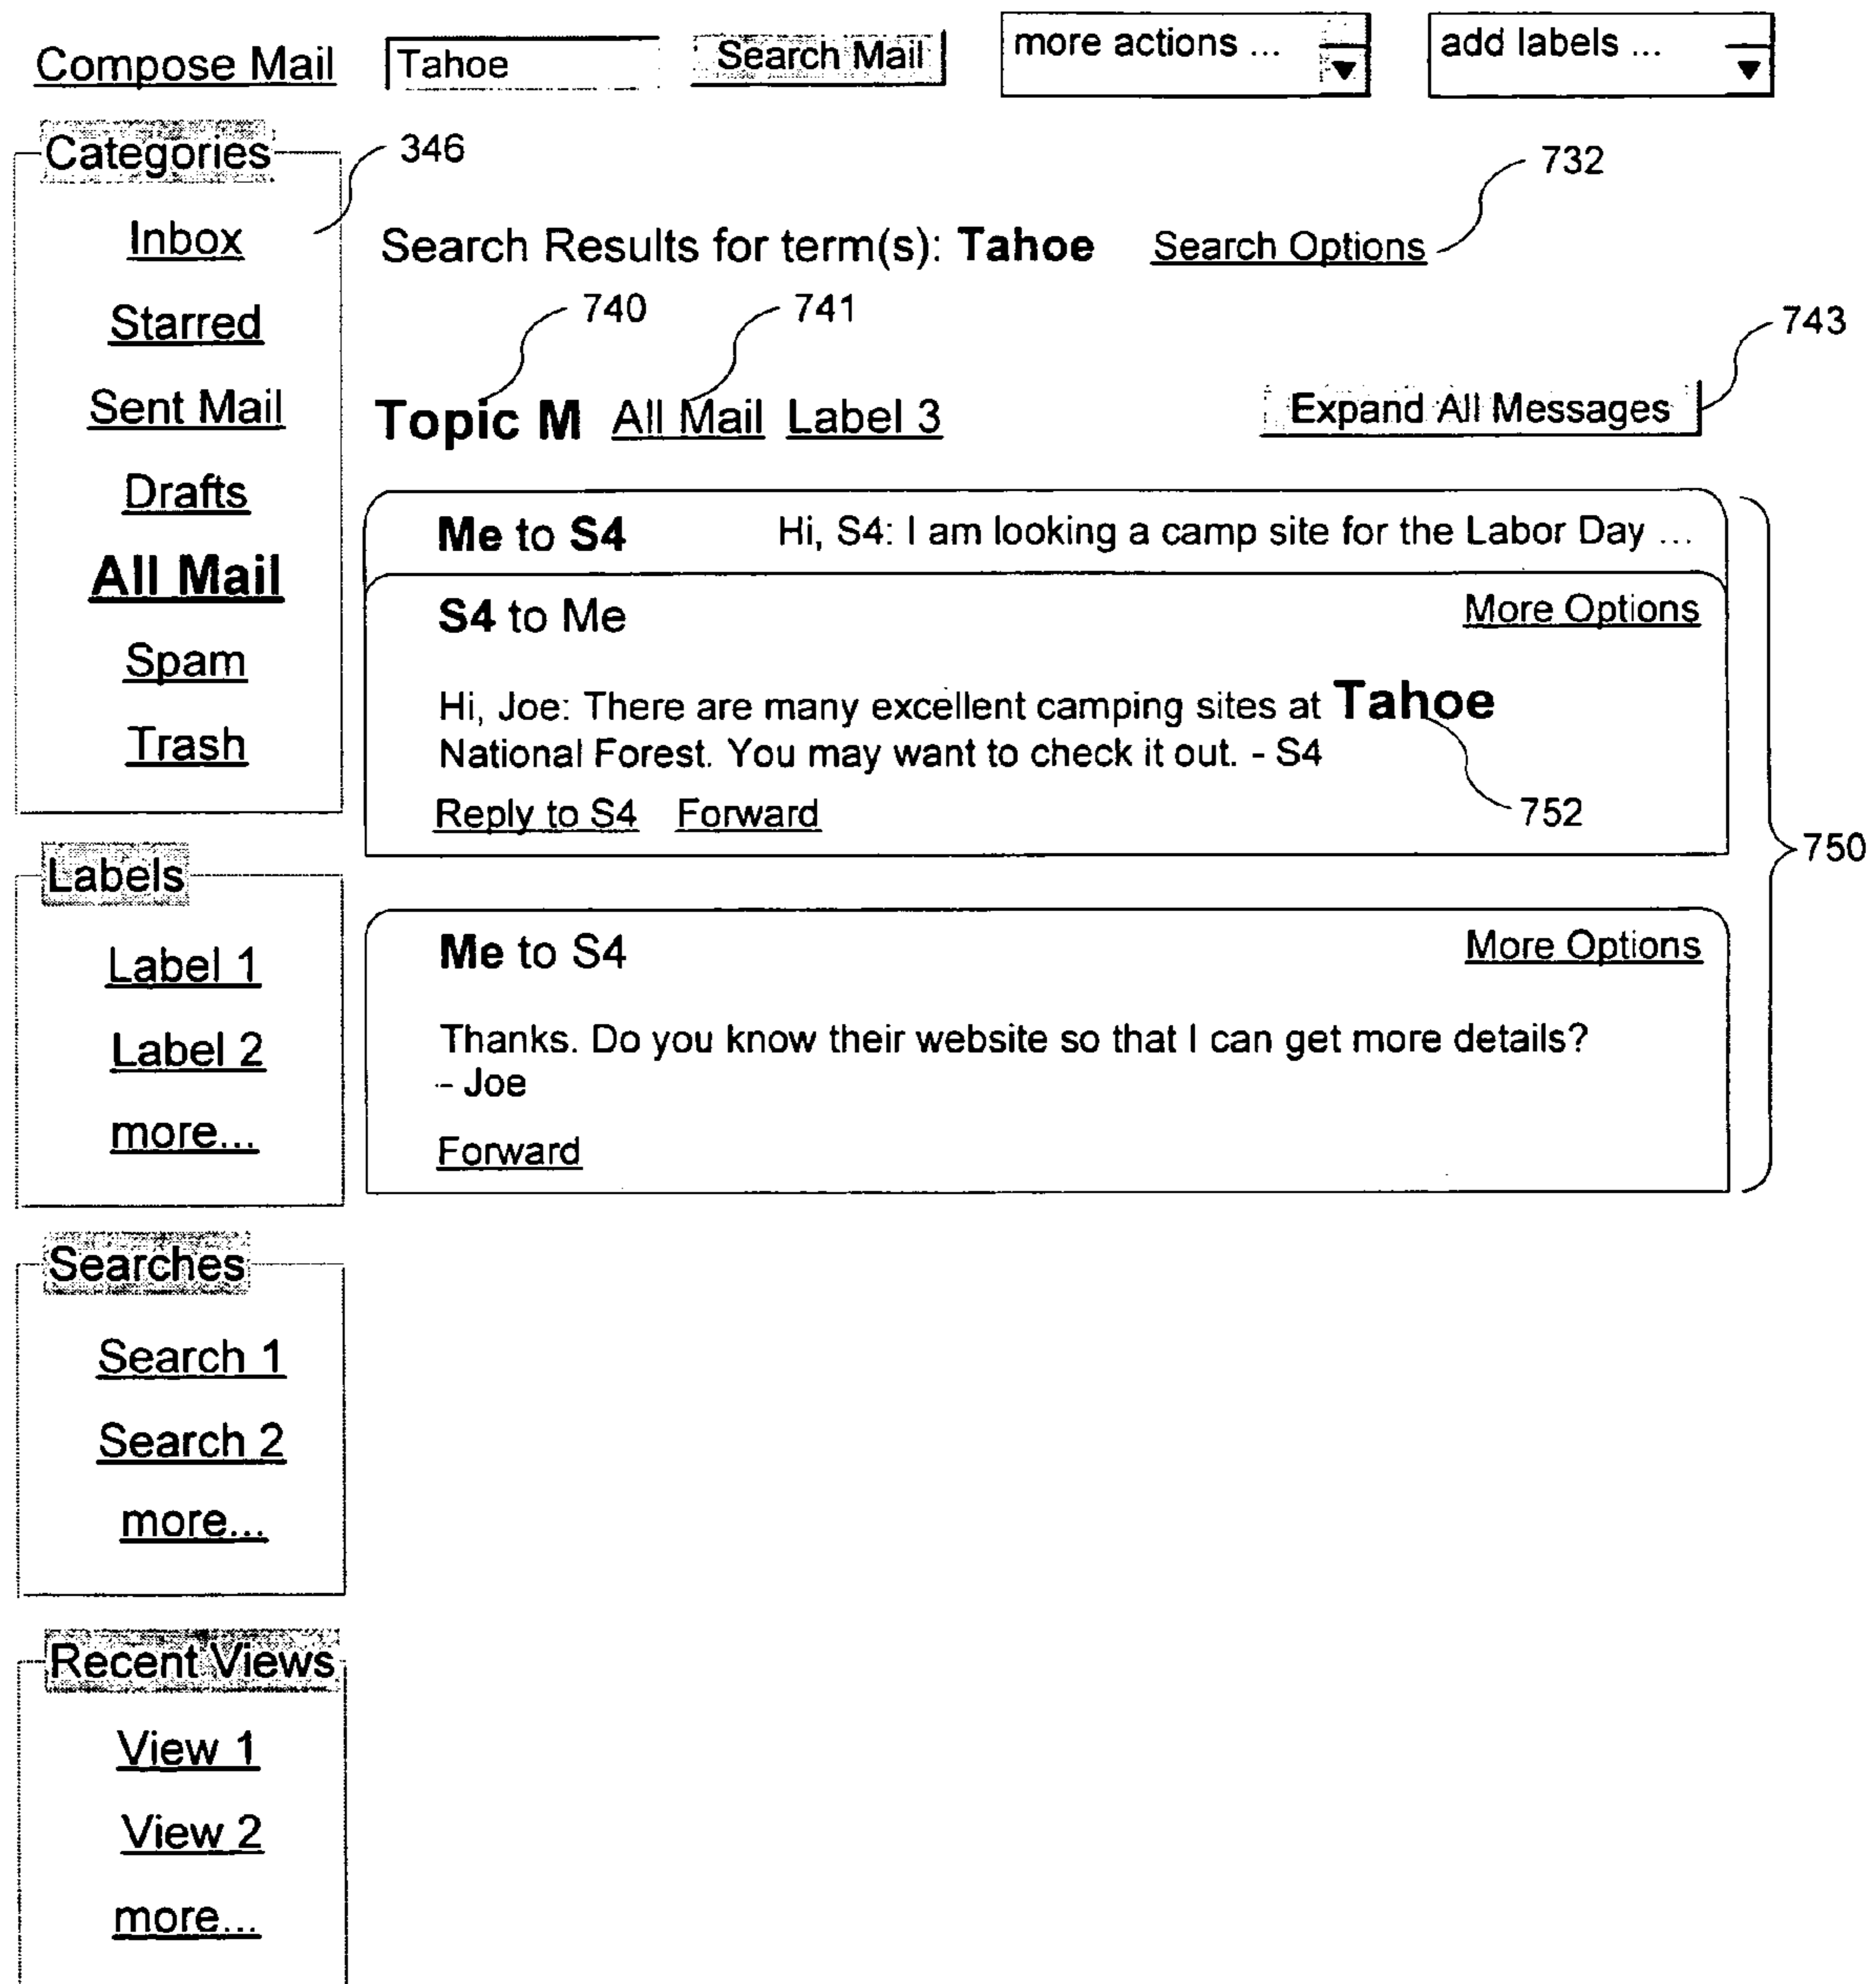 Compose Mail Tahoe Search Mail more actions ... add labels ...
Categories
346
Inbox
Starred
Sent Mail
Drafts
All Mail
Spam
Trash
Labels
Label 1
Label 2
more...
Searches
Search 1
Search 2
more...
Recent Views
View 1
View 2
more...
732
Search Results for term(s): Tahoe Search Options
740 741
743
Topic M All Mail Label 3 Expand All Messages
Me to S4 Hi, S4: I am looking a camp site for the Labor Day ...
S4 to Me More Options
Hi, Joe: There are many excellent camping sites at Tahoe
National Forest. You may want to check it out. - S4
Reply to S4 Forward 752
750
Me to S4 More Options
Thanks. Do you know their website so that I can get more details?
- Joe
Forward